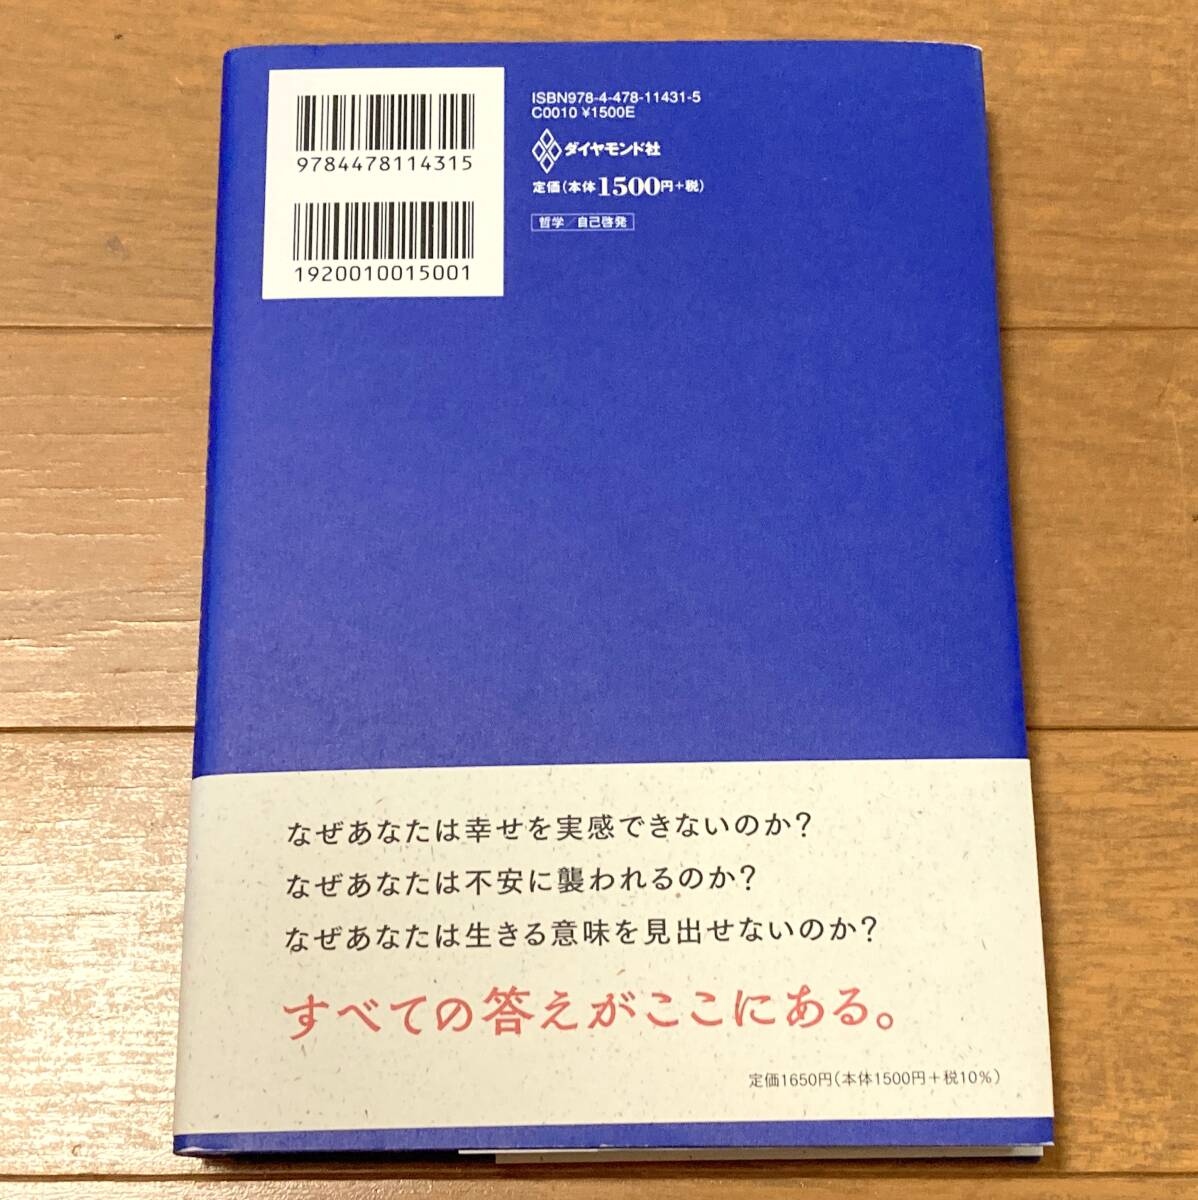 9784478114315
1920010015001
ISBN978-4-478-11431-5
C0010 ¥1500E
ダイヤモンド社
定価(本体1500円+税)
哲学/自己啓発
なぜあなたは幸せを実感できないのか?
なぜあなたは不安に襲われるのか?
なぜあなたは生きる意味を見出せないのか?
すべての答えがここにある。
定価1650円(本体1500円+税10%)